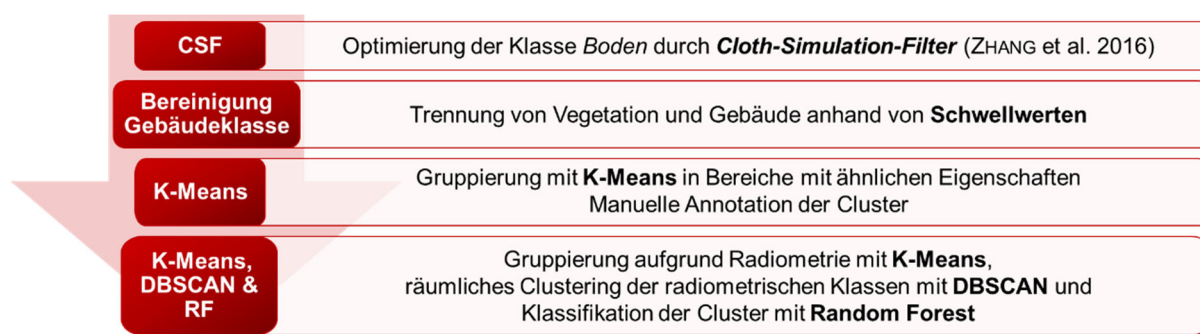 CSF
Optimierung der Klasse Boden durch Cloth-Simulation-Filter (ZHANG et al. 2016)
Bereinigung
Gebäudeklasse
Trennung von Vegetation und Gebäude anhand von Schwellwerten
K-Means
Gruppierung mit K-Means in Bereiche mit ähnlichen Eigenschaften
Manuelle Annotation der Cluster
K-Means,
DBSCAN &
RF
Gruppierung aufgrund Radiometrie mit K-Means,
räumliches Clustering der radiometrischen Klassen mit DBSCAN und
Klassifikation der Cluster mit Random Forest